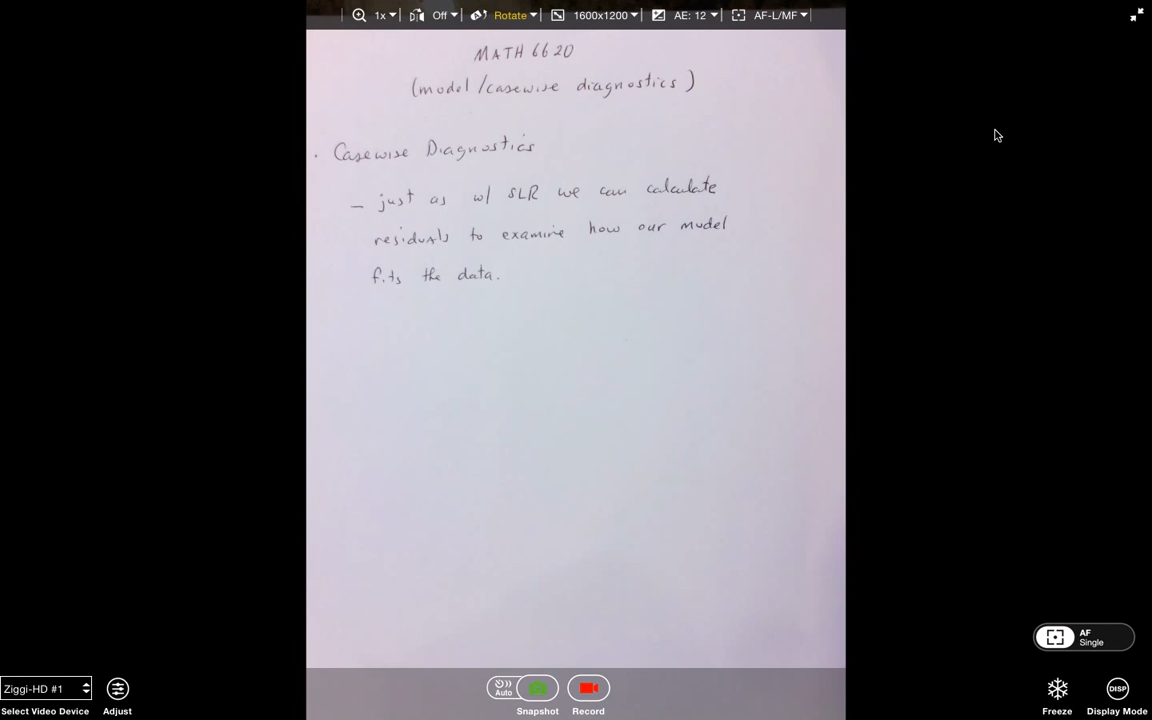 1x
Off
Rotate
1600x1200
AE: 12
AF-L/MF
MATH 6620
(model/casewise diagnostics)
· Casewise Diagnostics
– just as w/ SLR we can calculate
residuals to examine how our model
fits the data.
AF
Single
Ziggi-HD #1
Select Video Device
Adjust
Auto
Snapshot
Record
Freeze
DISP
Display Mode